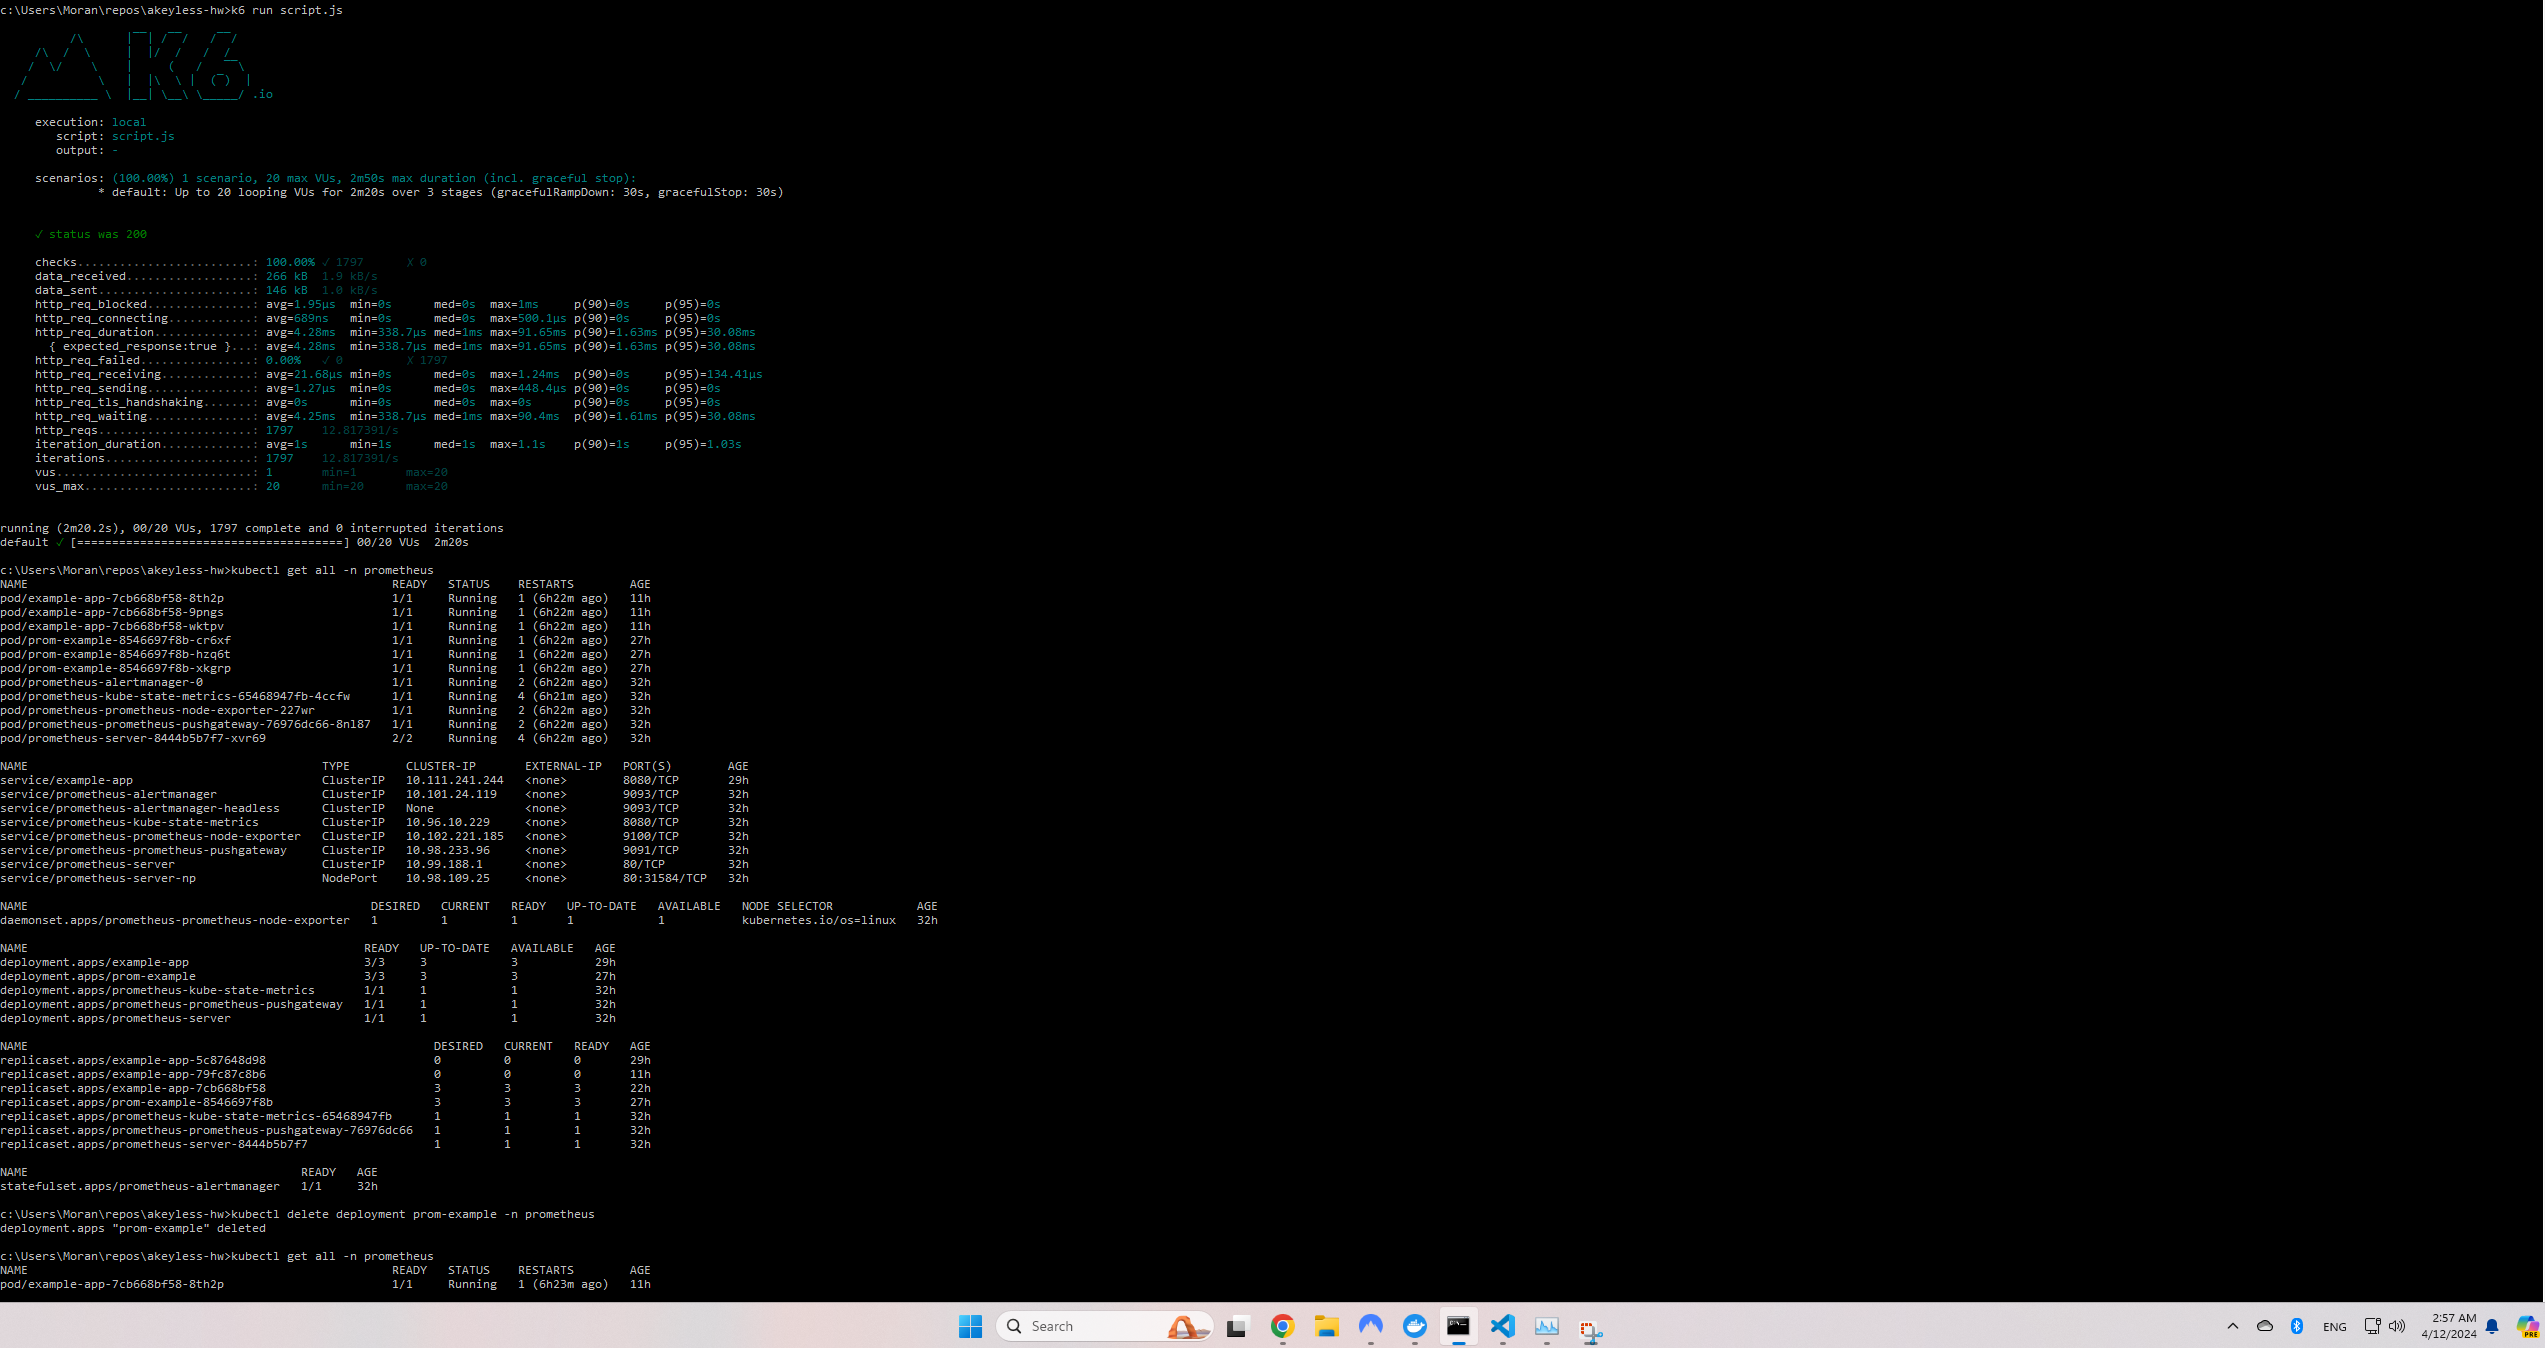 c:\Users\Moran\repos\akeyless-hw>k6 run script.js
          /\      |‾‾| /‾‾/   /‾‾/
     /\  /  \     |  |/  /   /  /
    /  \/    \    |     (   /   ‾‾\
   /          \   |  |\  \ |  (‾)  |
  / __________ \  |__| \__\ \_____/ .io
     execution: local
        script: script.js
        output: -
     scenarios: (100.00%) 1 scenario, 20 max VUs, 2m50s max duration (incl. graceful stop):
              * default: Up to 20 looping VUs for 2m20s over 3 stages (gracefulRampDown: 30s, gracefulStop: 30s)
     ✓ status was 200
     checks.........................: 100.00% ✓ 1797      ✗ 0
     data_received..................: 266 kB  1.9 kB/s
     data_sent......................: 146 kB  1.0 kB/s
     http_req_blocked...............: avg=1.95µs  min=0s      med=0s  max=1ms     p(90)=0s     p(95)=0s
     http_req_connecting............: avg=689ns   min=0s      med=0s  max=500.1µs p(90)=0s     p(95)=0s
     http_req_duration..............: avg=4.28ms  min=338.7µs med=1ms max=91.65ms p(90)=1.63ms p(95)=30.08ms
       { expected_response:true }...: avg=4.28ms  min=338.7µs med=1ms max=91.65ms p(90)=1.63ms p(95)=30.08ms
     http_req_failed................: 0.00%   ✓ 0         ✗ 1797
     http_req_receiving.............: avg=21.68µs min=0s      med=0s  max=1.24ms  p(90)=0s     p(95)=134.41µs
     http_req_sending...............: avg=1.27µs  min=0s      med=0s  max=448.4µs p(90)=0s     p(95)=0s
     http_req_tls_handshaking.......: avg=0s      min=0s      med=0s  max=0s      p(90)=0s     p(95)=0s
     http_req_waiting...............: avg=4.25ms  min=338.7µs med=1ms max=90.4ms  p(90)=1.61ms p(95)=30.08ms
     http_reqs......................: 1797    12.817391/s
     iteration_duration.............: avg=1s      min=1s      med=1s  max=1.1s    p(90)=1s     p(95)=1.03s
     iterations.....................: 1797    12.817391/s
     vus............................: 1       min=1       max=20
     vus_max........................: 20      min=20      max=20
running (2m20.2s), 00/20 VUs, 1797 complete and 0 interrupted iterations
default ✓ [======================================] 00/20 VUs  2m20s
c:\Users\Moran\repos\akeyless-hw>kubectl get all -n prometheus
NAME                                                    READY   STATUS    RESTARTS        AGE
pod/example-app-7cb668bf58-8th2p                        1/1     Running   1 (6h22m ago)   11h
pod/example-app-7cb668bf58-9pngs                        1/1     Running   1 (6h22m ago)   11h
pod/example-app-7cb668bf58-wktpv                        1/1     Running   1 (6h22m ago)   11h
pod/prom-example-8546697f8b-cr6xf                       1/1     Running   1 (6h22m ago)   27h
pod/prom-example-8546697f8b-hzq6t                       1/1     Running   1 (6h22m ago)   27h
pod/prom-example-8546697f8b-xkgrp                       1/1     Running   1 (6h22m ago)   27h
pod/prometheus-alertmanager-0                           1/1     Running   2 (6h22m ago)   32h
pod/prometheus-kube-state-metrics-65468947fb-4ccfw      1/1     Running   4 (6h21m ago)   32h
pod/prometheus-prometheus-node-exporter-227wr           1/1     Running   2 (6h22m ago)   32h
pod/prometheus-prometheus-pushgateway-76976dc66-8nl87   1/1     Running   2 (6h22m ago)   32h
pod/prometheus-server-8444b5b7f7-xvr69                  2/2     Running   4 (6h22m ago)   32h
NAME                                          TYPE        CLUSTER-IP       EXTERNAL-IP   PORT(S)        AGE
service/example-app                           ClusterIP   10.111.241.244   <none>        8080/TCP       29h
service/prometheus-alertmanager               ClusterIP   10.101.24.119    <none>        9093/TCP       32h
service/prometheus-alertmanager-headless      ClusterIP   None             <none>        9093/TCP       32h
service/prometheus-kube-state-metrics         ClusterIP   10.96.10.229     <none>        8080/TCP       32h
service/prometheus-prometheus-node-exporter   ClusterIP   10.102.221.185   <none>        9100/TCP       32h
service/prometheus-prometheus-pushgateway     ClusterIP   10.98.233.96     <none>        9091/TCP       32h
service/prometheus-server                     ClusterIP   10.99.188.1      <none>        80/TCP         32h
service/prometheus-server-np                  NodePort    10.98.109.25     <none>        80:31584/TCP   32h
NAME                                                 DESIRED   CURRENT   READY   UP-TO-DATE   AVAILABLE   NODE SELECTOR            AGE
daemonset.apps/prometheus-prometheus-node-exporter   1         1         1       1            1           kubernetes.io/os=linux   32h
NAME                                                READY   UP-TO-DATE   AVAILABLE   AGE
deployment.apps/example-app                         3/3     3            3           29h
deployment.apps/prom-example                        3/3     3            3           27h
deployment.apps/prometheus-kube-state-metrics       1/1     1            1           32h
deployment.apps/prometheus-prometheus-pushgateway   1/1     1            1           32h
deployment.apps/prometheus-server                   1/1     1            1           32h
NAME                                                          DESIRED   CURRENT   READY   AGE
replicaset.apps/example-app-5c87648d98                        0         0         0       29h
replicaset.apps/example-app-79fc87c8b6                        0         0         0       11h
replicaset.apps/example-app-7cb668bf58                        3         3         3       22h
replicaset.apps/prom-example-8546697f8b                       3         3         3       27h
replicaset.apps/prometheus-kube-state-metrics-65468947fb      1         1         1       32h
replicaset.apps/prometheus-prometheus-pushgateway-76976dc66   1         1         1       32h
replicaset.apps/prometheus-server-8444b5b7f7                  1         1         1       32h
NAME                                       READY   AGE
statefulset.apps/prometheus-alertmanager   1/1     32h
c:\Users\Moran\repos\akeyless-hw>kubectl delete deployment prom-example -n prometheus
deployment.apps "prom-example" deleted
c:\Users\Moran\repos\akeyless-hw>kubectl get all -n prometheus
NAME                                                    READY   STATUS    RESTARTS        AGE
pod/example-app-7cb668bf58-8th2p                        1/1     Running   1 (6h23m ago)   11h
Search
ENG
2:57 AM
4/12/2024
PRE